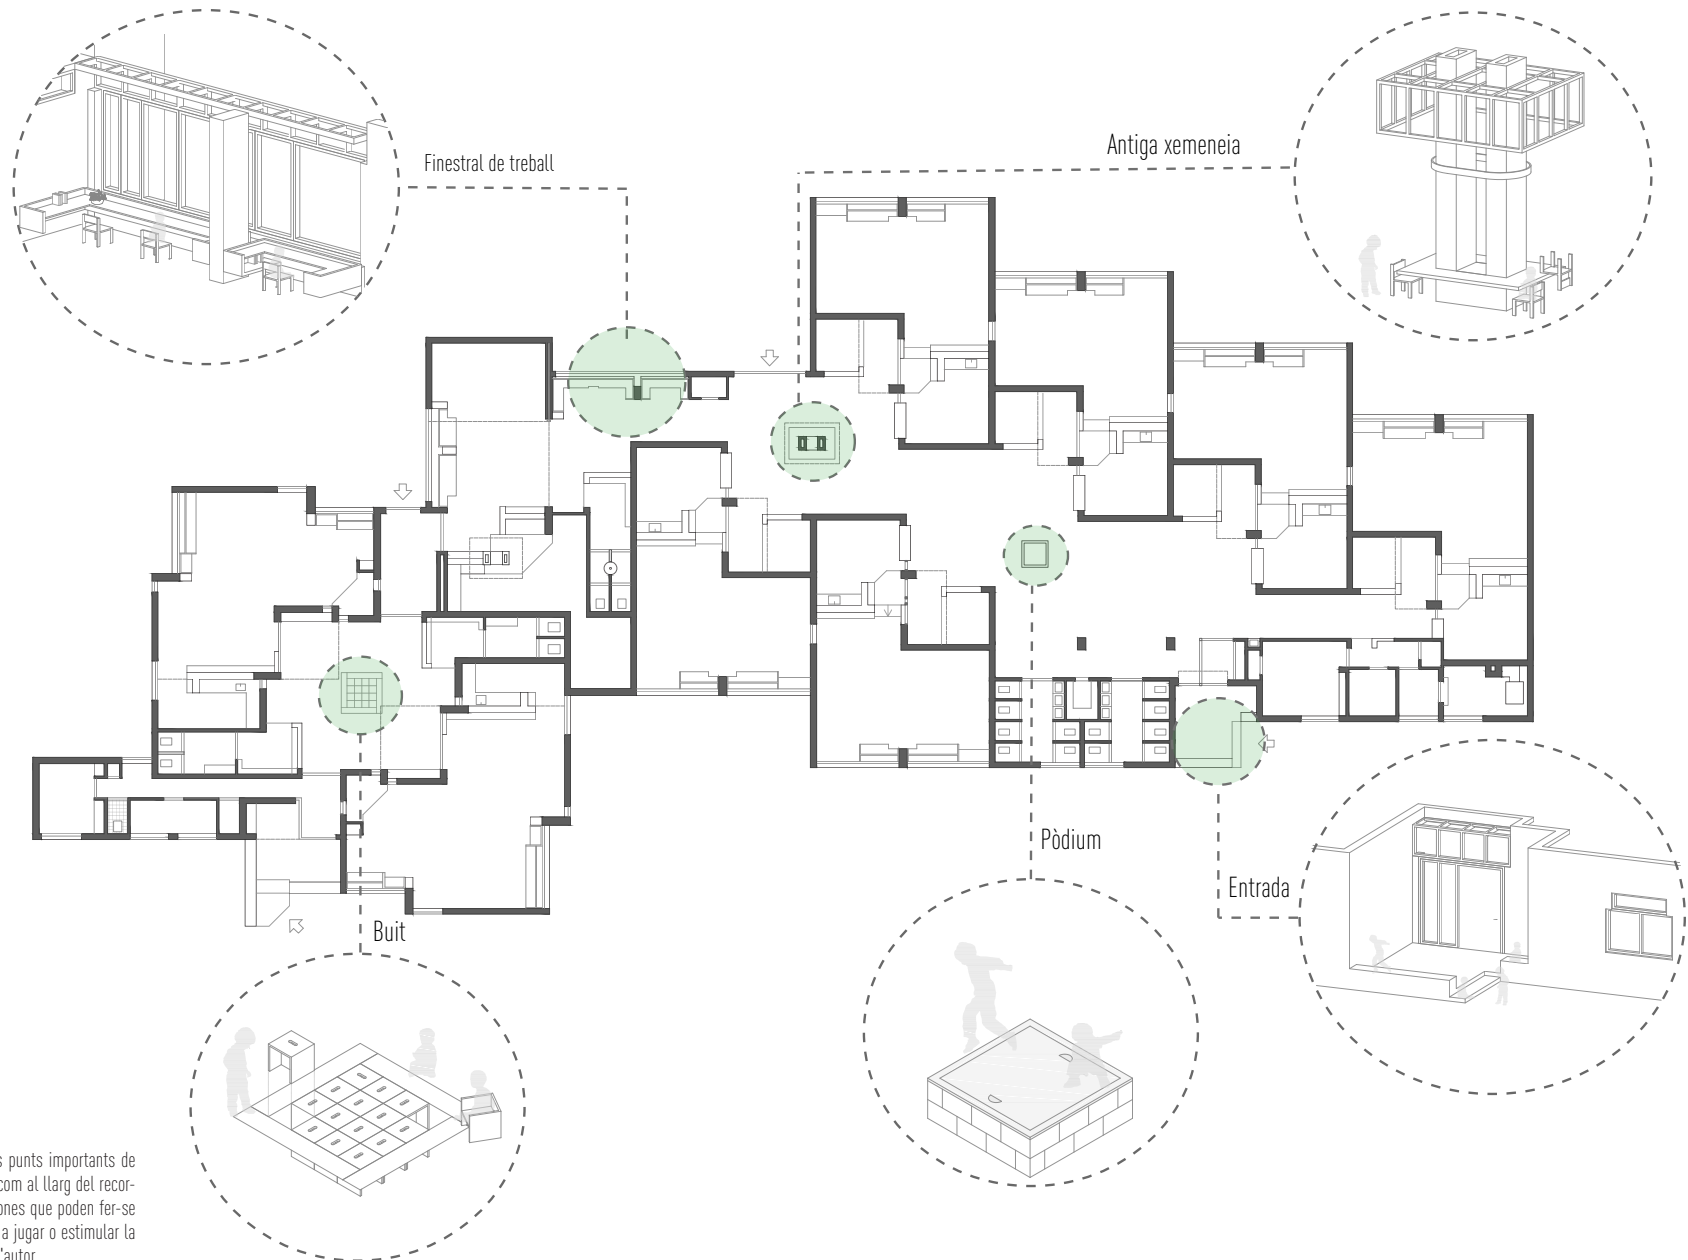 Finestral de treball
Antiga xemeneia
Pòdium
Entrada
Buit
punts importants de
com al llarg del recor-
que poden fer-se
a jugar o estimular la
l'autor